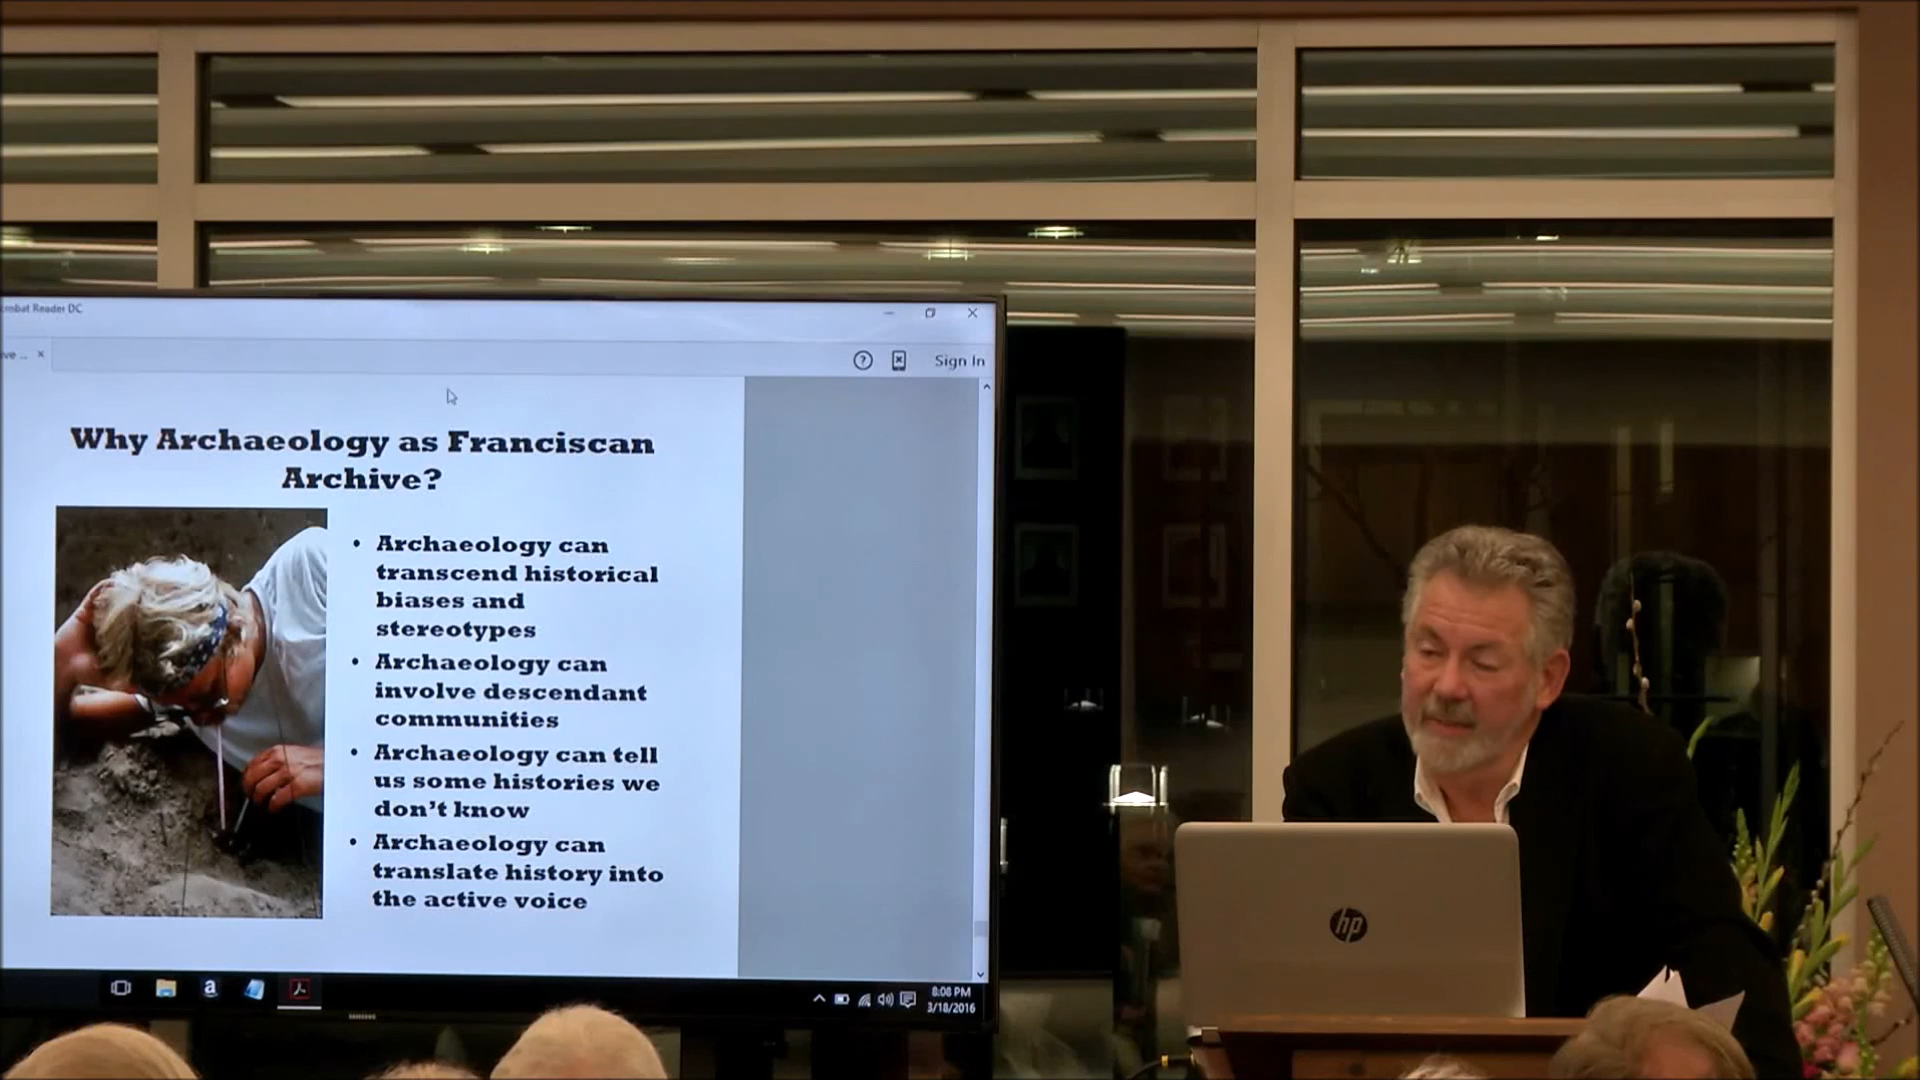 Reader DC
Sign In
Why Archaeology as Franciscan
Archive?
• Archaeology can
transcend historical
biases and
stereotypes
• Archaeology can
involve descendant
communities
• Archaeology can tell
us some histories we
don't know
• Archaeology can
translate history into
the active voice
8:08 PM
3/18/2016
hp